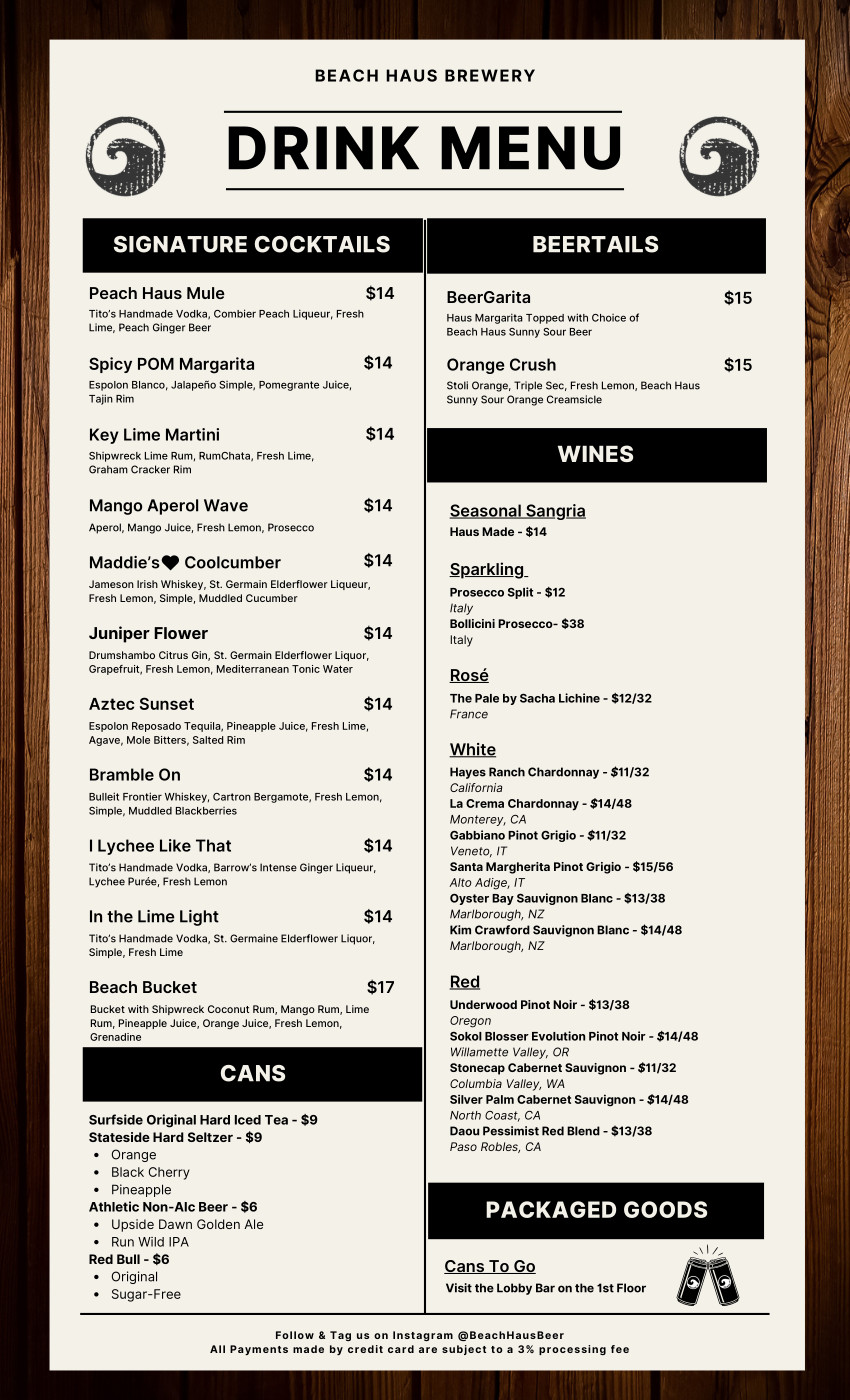 BEACH HAUS BREWERY
DRINK MENU
SIGNATURE COCKTAILS
Peach Haus Mule $14
Tito's Handmade Vodka, Combier Peach Liqueur, Fresh
Lime, Peach Ginger Beer
Spicy POM Margarita $14
Espolon Blanco, Jalapeño Simple, Pomegrante Juice,
Tajin Rim
Key Lime Martini $14
Shipwreck Lime Rum, RumChata, Fresh Lime,
Graham Cracker Rim
Mango Aperol Wave $14
Aperol, Mango Juice, Fresh Lemon, Prosecco
Maddie's🖤 Coolcumber $14
Jameson Irish Whiskey, St. Germain Elderflower Liqueur,
Fresh Lemon, Simple, Muddled Cucumber
Juniper Flower $14
Drumshambo Citrus Gin, St. Germain Elderflower Liquor,
Grapefruit, Fresh Lemon, Mediterranean Tonic Water
Aztec Sunset $14
Espolon Reposado Tequila, Pineapple Juice, Fresh Lime,
Agave, Mole Bitters, Salted Rim
Bramble On $14
Bulleit Frontier Whiskey, Cartron Bergamote, Fresh Lemon,
Simple, Muddled Blackberries
I Lychee Like That $14
Tito's Handmade Vodka, Barrow's Intense Ginger Liqueur,
Lychee Purée, Fresh Lemon
In the Lime Light $14
Tito's Handmade Vodka, St. Germaine Elderflower Liquor,
Simple, Fresh Lime
Beach Bucket $17
Bucket with Shipwreck Coconut Rum, Mango Rum, Lime
Rum, Pineapple Juice, Orange Juice, Fresh Lemon,
Grenadine
CANS
Surfside Original Hard Iced Tea - $9
Stateside Hard Seltzer - $9
• Orange
• Black Cherry
• Pineapple
Athletic Non-Alc Beer - $6
• Upside Dawn Golden Ale
• Run Wild IPA
Red Bull - $6
• Original
• Sugar-Free
BEERTAILS
BeerGarita $15
Haus Margarita Topped with Choice of
Beach Haus Sunny Sour Beer
Orange Crush $15
Stoli Orange, Triple Sec, Fresh Lemon, Beach Haus
Sunny Sour Orange Creamsicle
WINES
Seasonal Sangria
Haus Made - $14
Sparkling
Prosecco Split - $12
Italy
Bollicini Prosecco- $38
Italy
Rosé
The Pale by Sacha Lichine - $12/32
France
White
Hayes Ranch Chardonnay - $11/32
California
La Crema Chardonnay - $14/48
Monterey, CA
Gabbiano Pinot Grigio - $11/32
Veneto, IT
Santa Margherita Pinot Grigio - $15/56
Alto Adige, IT
Oyster Bay Sauvignon Blanc - $13/38
Marlborough, NZ
Kim Crawford Sauvignon Blanc - $14/48
Marlborough, NZ
Red
Underwood Pinot Noir - $13/38
Oregon
Sokol Blosser Evolution Pinot Noir - $14/48
Willamette Valley, OR
Stonecap Cabernet Sauvignon - $11/32
Columbia Valley, WA
Silver Palm Cabernet Sauvignon - $14/48
North Coast, CA
Daou Pessimist Red Blend - $13/38
Paso Robles, CA
PACKAGED GOODS
Cans To Go
Visit the Lobby Bar on the 1st Floor
Follow & Tag us on Instagram @BeachHausBeer
All Payments made by credit card are subject to a 3% processing fee